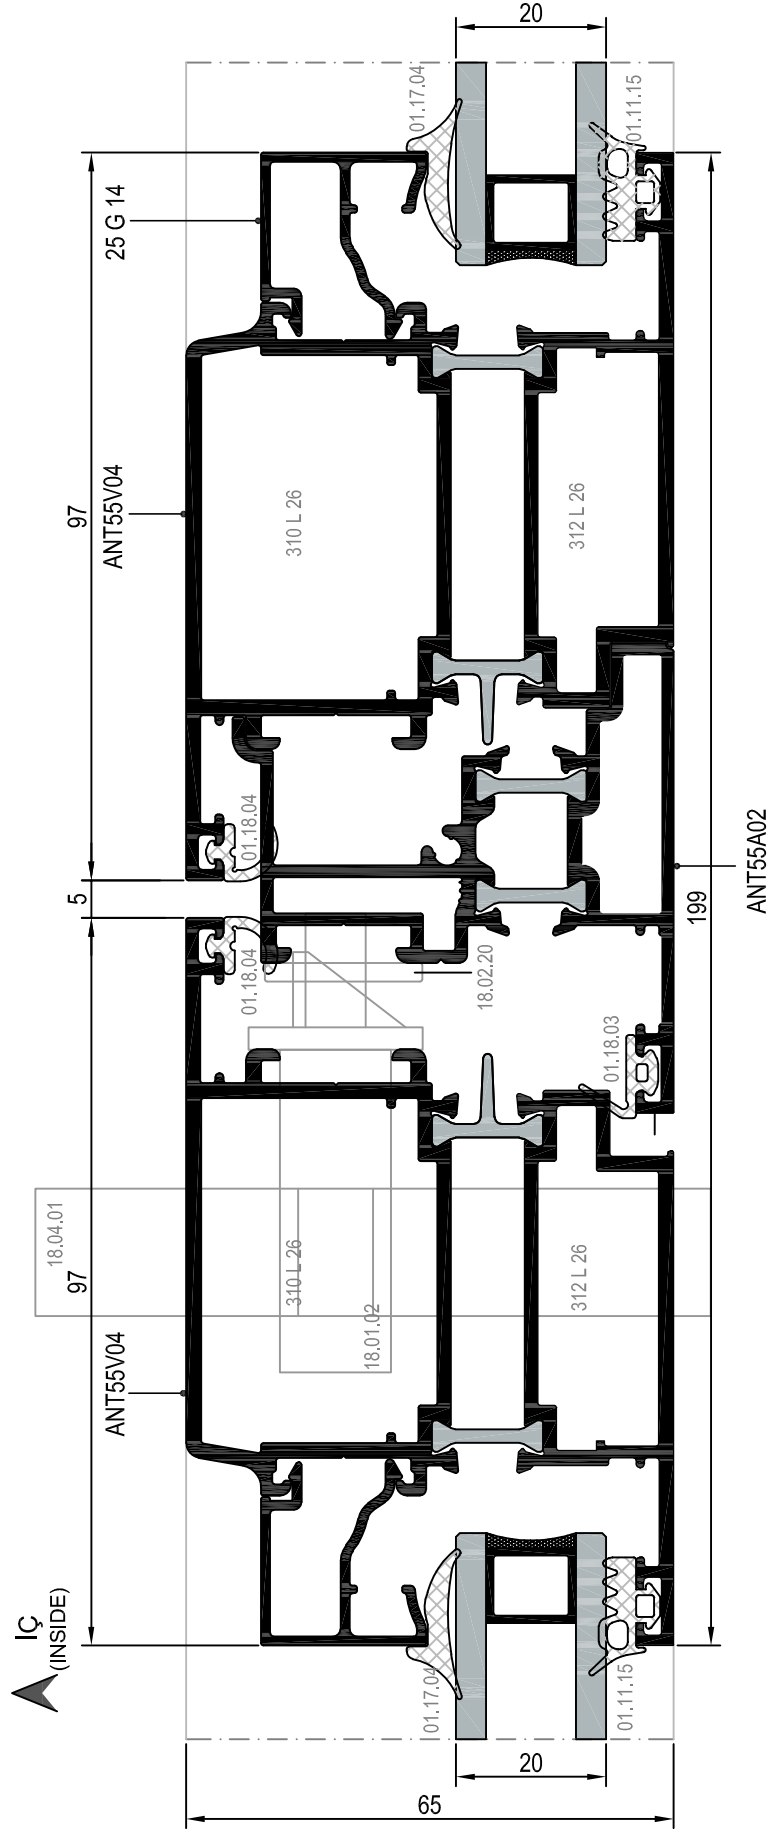 20
01.17.04
01.11.15
25 G 14
97
ANT55V04
310 L 26
312 L 26
01.18.04
5
ANT55A02
199
01.18.04
18.02.20
01.18.03
18.04.01
97
310 L 26
312 L 26
18.01.02
ANT55V04
İÇ
(INSIDE)
01.17.04
01.11.15
20
65